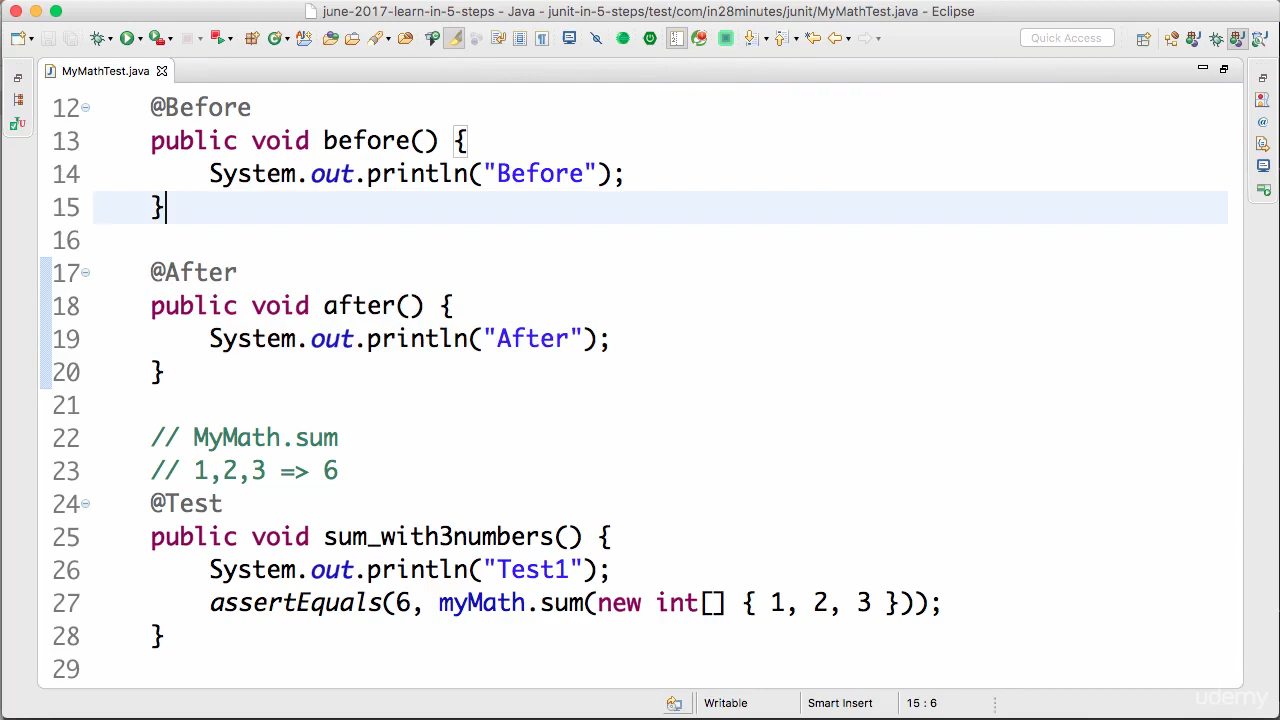 june-2017-learn-in-5-steps - Java - junit-in-5-steps/test/com/in28minutes/junit/MyMathTest.java - Eclipse
Quick Access
MyMathTest.java
12 @Before
13 public void before() {
14 System.out.println("Before");
15 }
16
17 @After
18 public void after() {
19 System.out.println("After");
20 }
21
22 // MyMath.sum
23 // 1,2,3 => 6
24 @Test
25 public void sum_with3numbers() {
26 System.out.println("Test1");
27 assertEquals(6, myMath.sum(new int[] { 1, 2, 3 }));
28 }
29
Writable Smart Insert 15 : 6
udemy